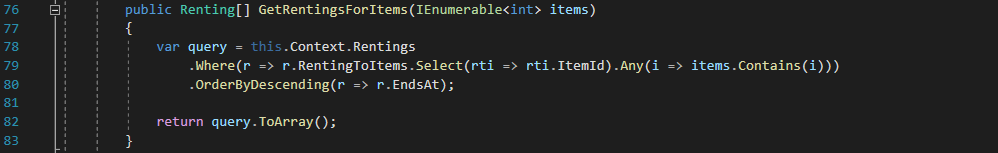 76 public Renting[] GetRentingsForItems(IEnumerable<int> items)
77 {
78 var query = this.Context.Rentings
79 .Where(r => r.RentingToItems.Select(rti => rti.ItemId).Any(i => items.Contains(i)))
80 .OrderByDescending(r => r.EndsAt);
81
82 return query.ToArray();
83 }